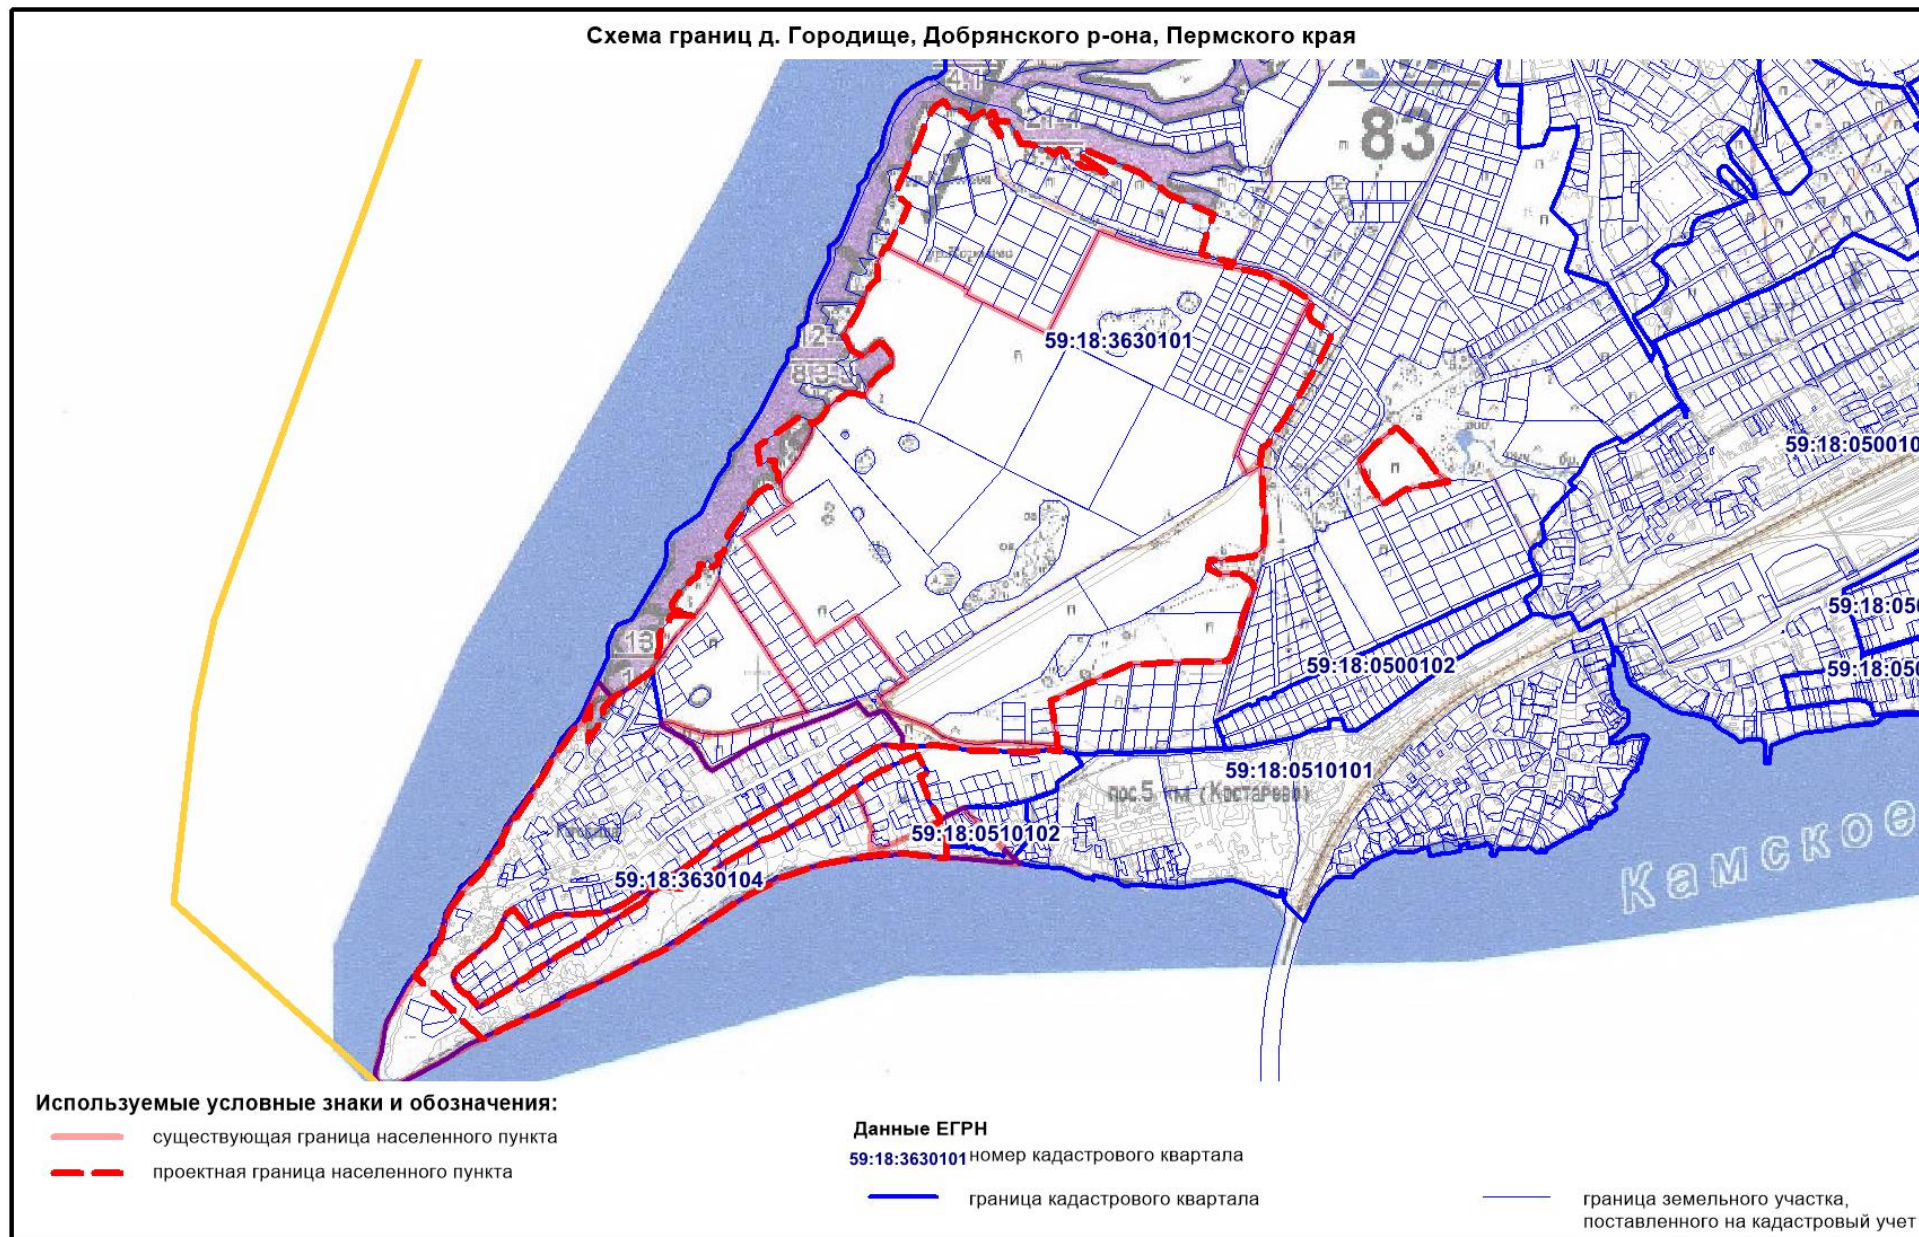 Схема границ д. Городище, Добрянского р-она, Пермского края
83
59:18:3630101
59:18:050010
59:18:0500102
59:18:050
59:18:050
59:18:0510101
пос.5 км (Костарево)
59:18:0510102
59:18:3630104
Камское
Используемые условные знаки и обозначения:
существующая граница населенного пункта
проектная граница населенного пункта
Данные ЕГРН
59:18:3630101 номер кадастрового квартала
граница кадастрового квартала
граница земельного участка,
поставленного на кадастровый учет